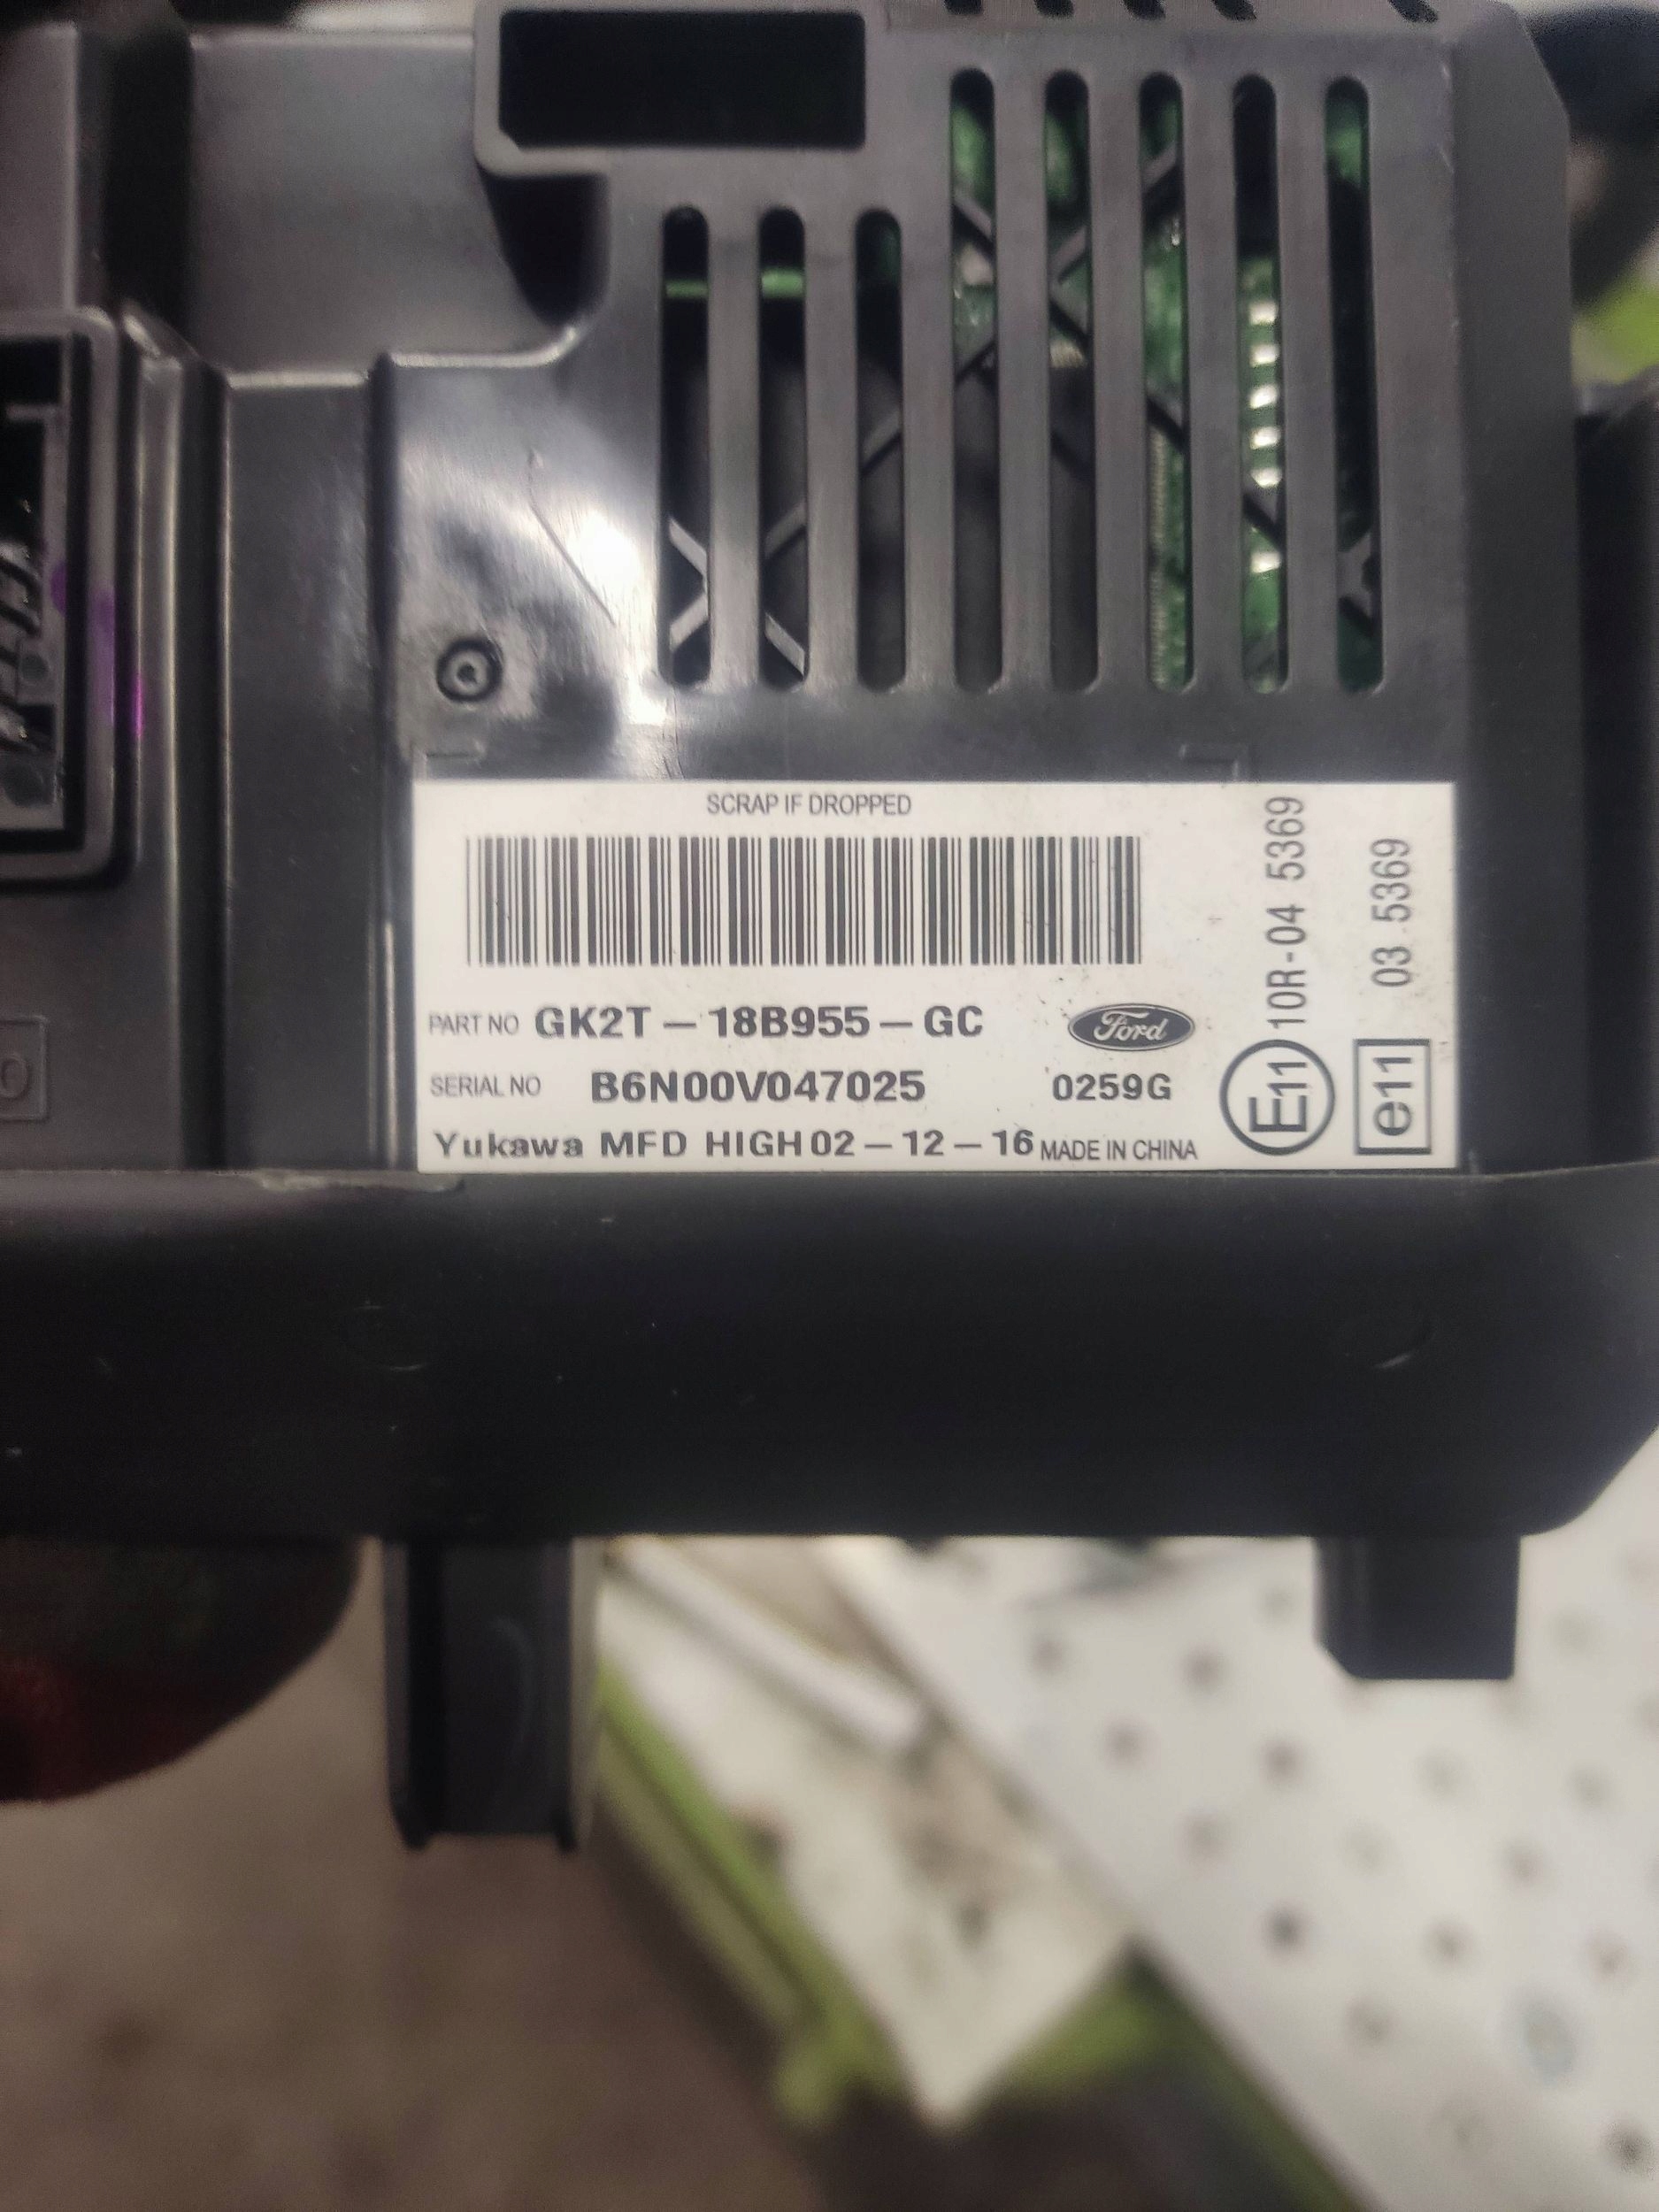 SCRAP IF DROPPED
PART NO GK2T-18B955-GC
Ford
SERIAL NO B6N00V047025 0259G
Yukawa MFD HIGH 02-12-16 MADE IN CHINA
E11 10R-04 5369
e11 03 5369